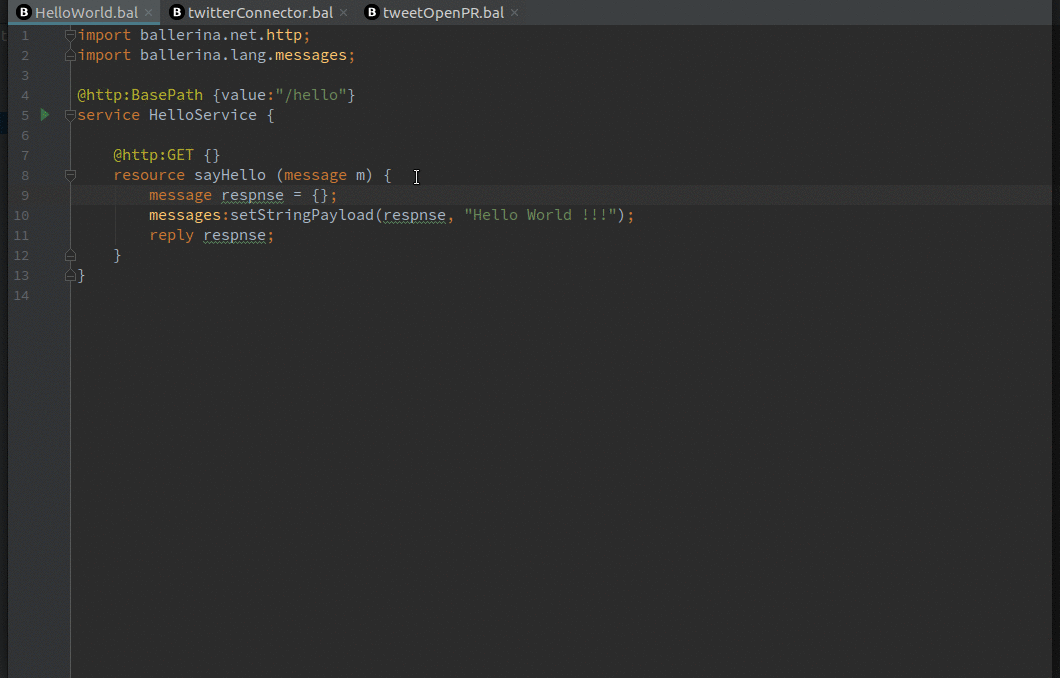 B HelloWorld.bal × B twitterConnector.bal × B tweetOpenPR.bal ×
1 import ballerina.net.http;
2 import ballerina.lang.messages;
3
4 @http:BasePath {value:"/hello"}
5 service HelloService {
6
7 @http:GET {}
8 resource sayHello (message m) {
9 message respnse = {};
10 messages:setStringPayload(respnse, "Hello World !!!");
11 reply respnse;
12 }
13 }
14